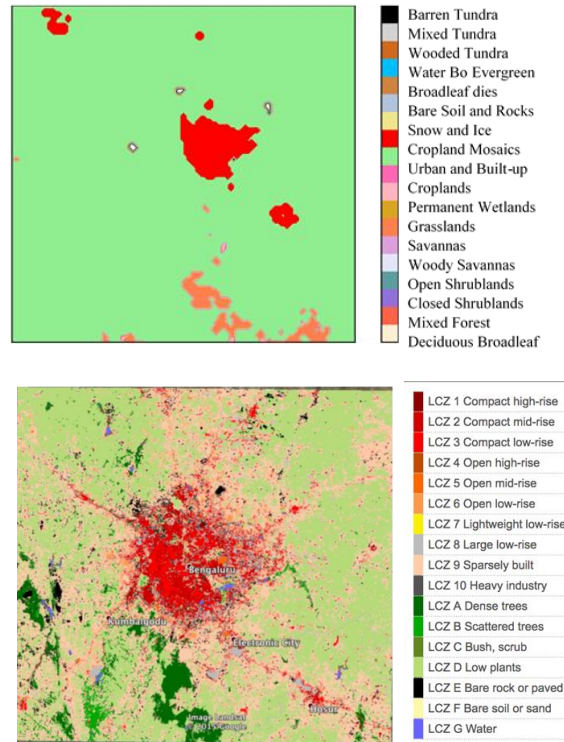 Barren Tundra
Mixed Tundra
Wooded Tundra
Water Bo Evergreen
Broadleaf dies
Bare Soil and Rocks
Snow and Ice
Cropland Mosaics
Urban and Built-up
Croplands
Permanent Wetlands
Grasslands
Savannas
Woody Savannas
Open Shrublands
Closed Shrublands
Mixed Forest
Deciduous Broadleaf
Bengaluru
Kumbalgodu
Electronic City
Hosur
Image Landsat
© 2015 Google
LCZ 1 Compact high-rise
LCZ 2 Compact mid-rise
LCZ 3 Compact low-rise
LCZ 4 Open high-rise
LCZ 5 Open mid-rise
LCZ 6 Open low-rise
LCZ 7 Lightweight low-rise
LCZ 8 Large low-rise
LCZ 9 Sparsely built
LCZ 10 Heavy industry
LCZ A Dense trees
LCZ B Scattered trees
LCZ C Bush, scrub
LCZ D Low plants
LCZ E Bare rock or paved
LCZ F Bare soil or sand
LCZ G Water